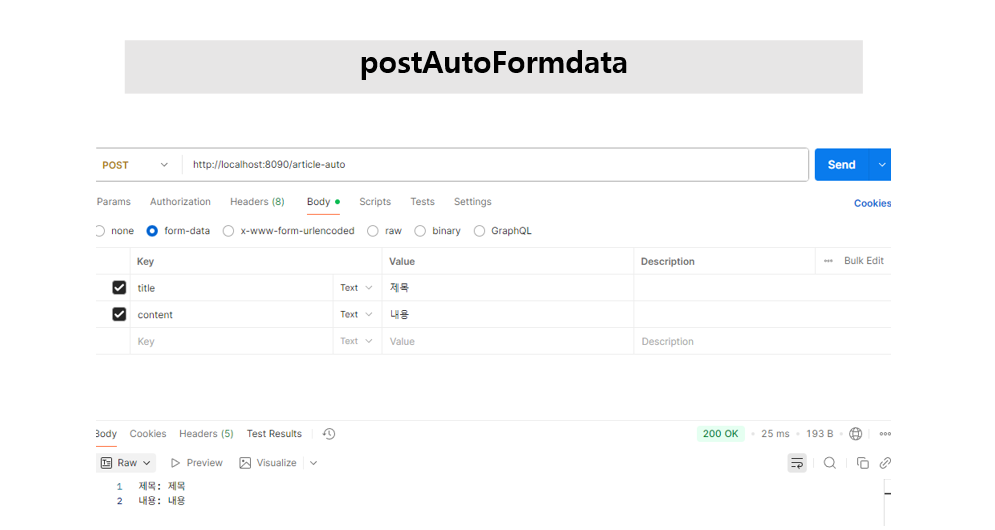 postAutoFormdata
POST http://localhost:8090/article-auto Send
Params Authorization Headers (8) Body Scripts Tests Settings Cookies
none form-data x-www-form-urlencoded raw binary GraphQL
Key Value Description Bulk Edit
title Text 제목
content Text 내용
Key Text Value Description
Body Cookies Headers (5) Test Results 200 OK 25 ms 193 B
Raw Preview Visualize
1 제목: 제목
2 내용: 내용